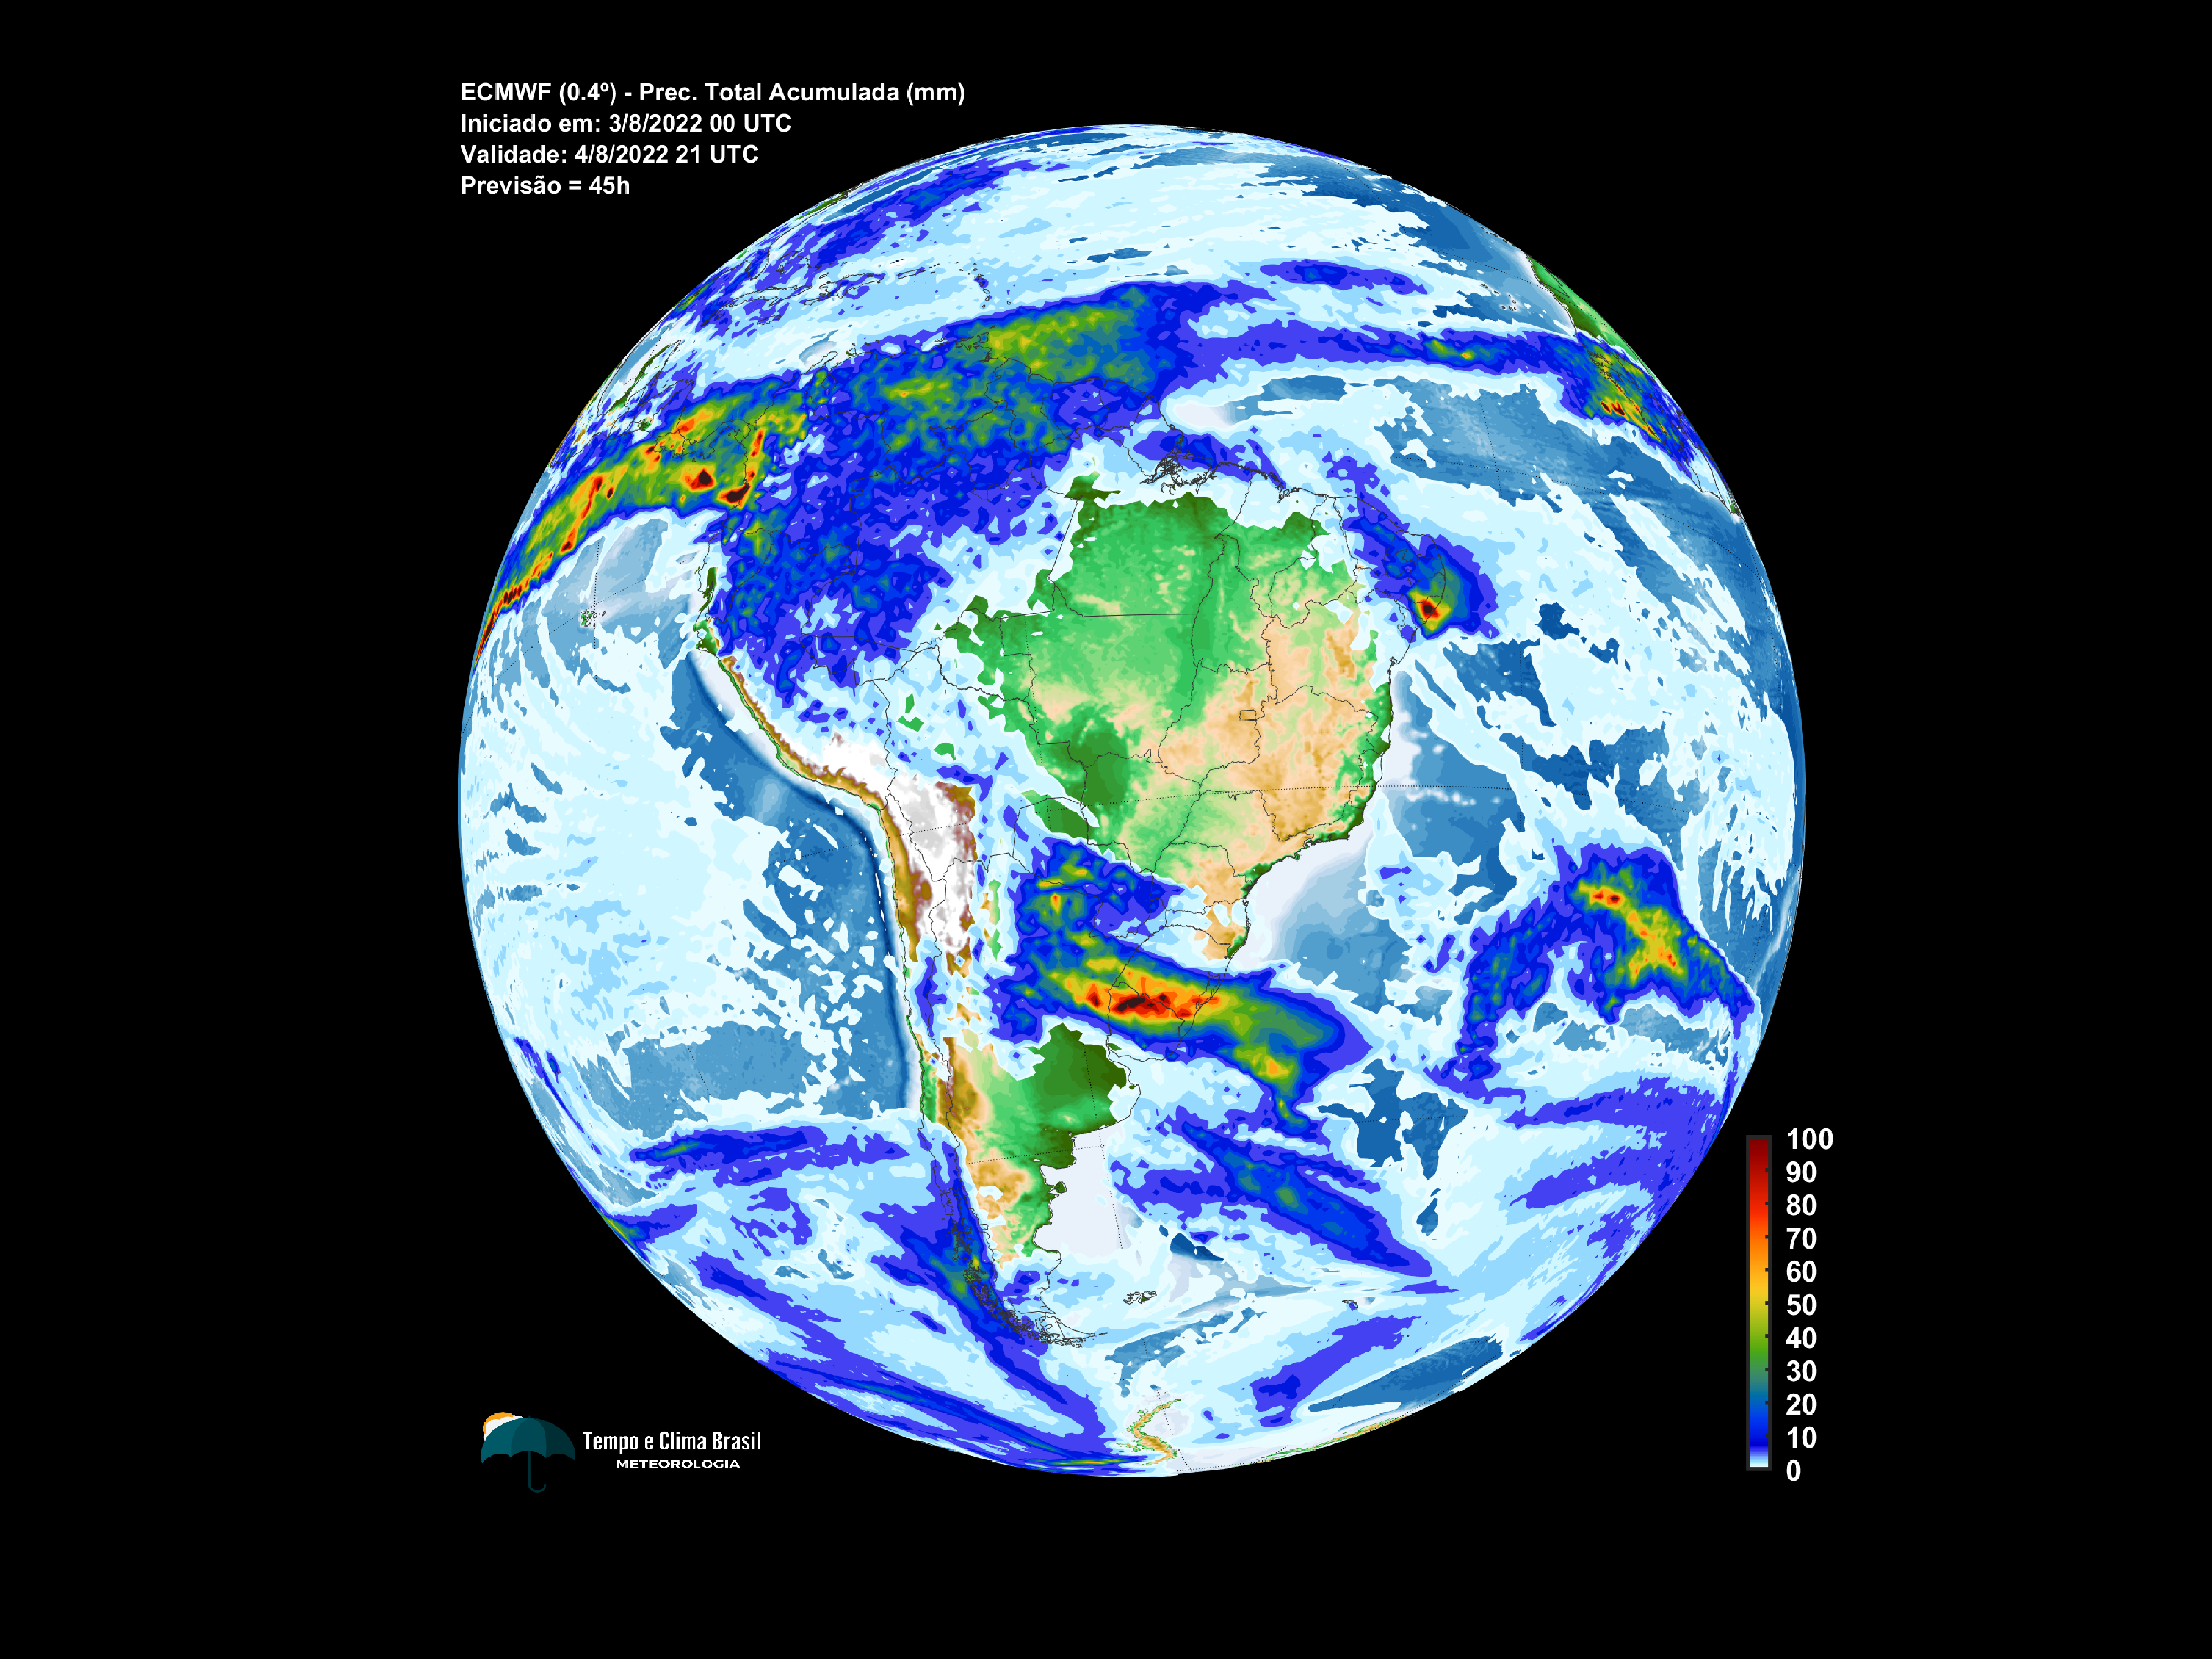 ECMWF (0.4º) - Prec. Total Acumulada (mm)
Iniciado em: 3/8/2022 00 UTC
Validade: 4/8/2022 21 UTC
Previsão = 45h
100
90
80
70
60
50
40
30
20
10
0
Tempo e Clima Brasil
METEOROLOGIA